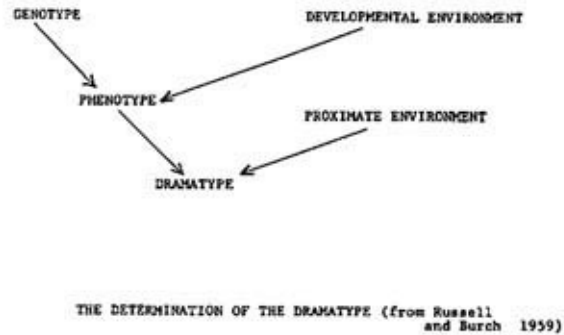 GENOTYPE
DEVELOPMENTAL ENVIRONMENT
PHENOTYPE
PROXIMATE ENVIRONMENT
DRAMATYPE
THE DETERMINATION OF THE DRAMATYPE (from Russell
and Burch 1959)